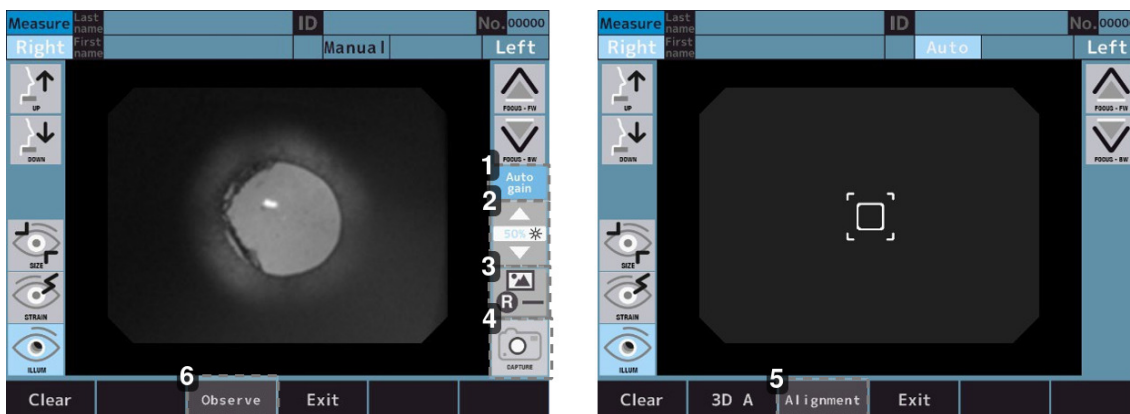 Measure Last name ID No. 00000
Right First name Manual Left
UP
FOCUS - FW
DOWN
FOCUS - BW
1
Auto
gain
2
50%
3
SIZE
R
STRAIN
4
ILLUM
CAPTURE
6
Clear Observe Exit
Measure Last name ID No. 0000
Right First name Auto Left
UP
FOCUS - FW
DOWN
FOCUS - BW
SIZE
STRAIN
ILLUM
5
Clear 3D A Alignment Exit